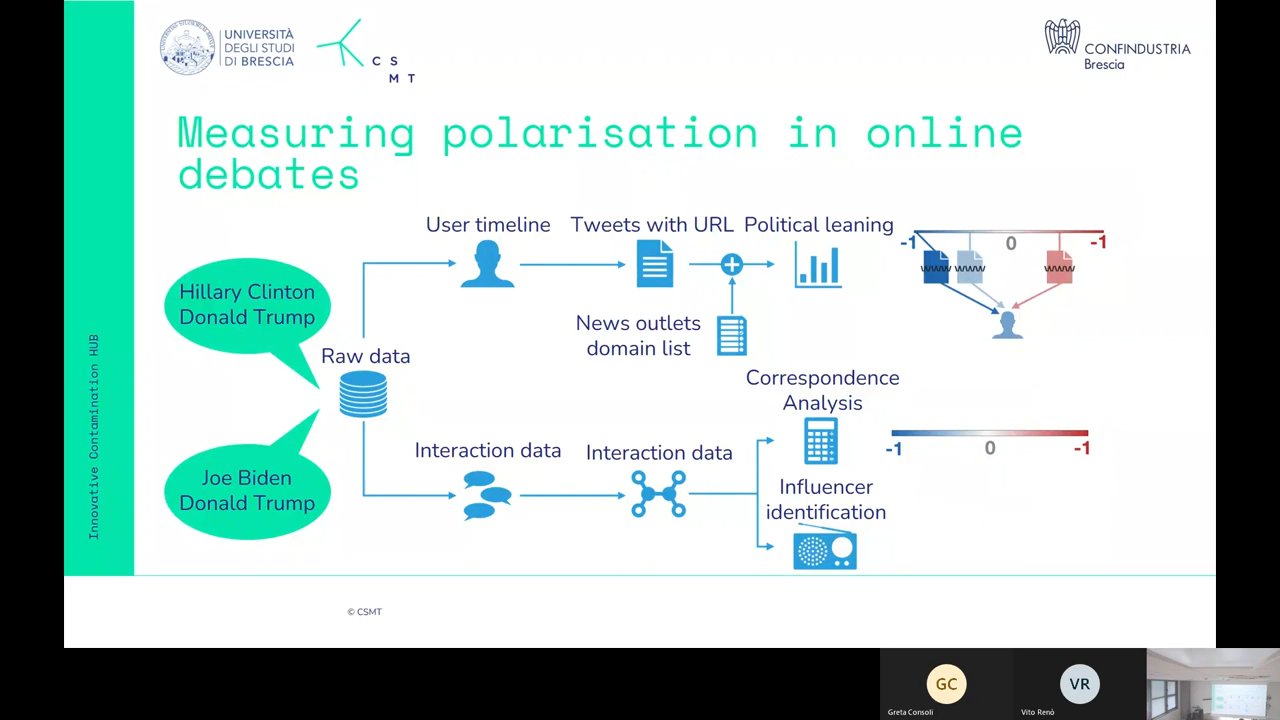 UNIVERSITÀ
DEGLI STUDI
DI BRESCIA
C S
M T
CONFINDUSTRIA
Brescia
Measuring polarisation in online
debates
User timeline
Tweets with URL
Political leaning
-1
0
-1
www
www
www
Hillary Clinton
Donald Trump
News outlets
domain list
Raw data
Correspondence
Analysis
-1
0
-1
Interaction data
Interaction data
Joe Biden
Donald Trump
Influencer
identification
Innovative Contamination HUB
© CSMT
GC
Greta Consoli
VR
Vito Renò